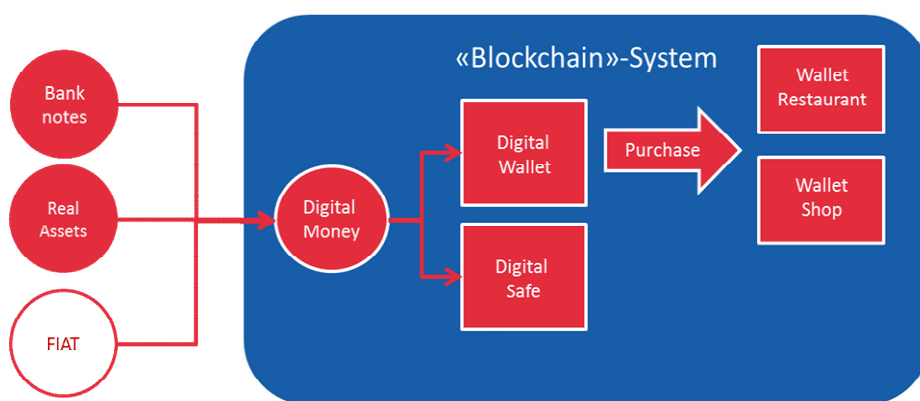 «Blockchain»-System
Bank
notes
Real
Assets
FIAT
Digital
Money
Digital
Wallet
Digital
Safe
Purchase
Wallet
Restaurant
Wallet
Shop